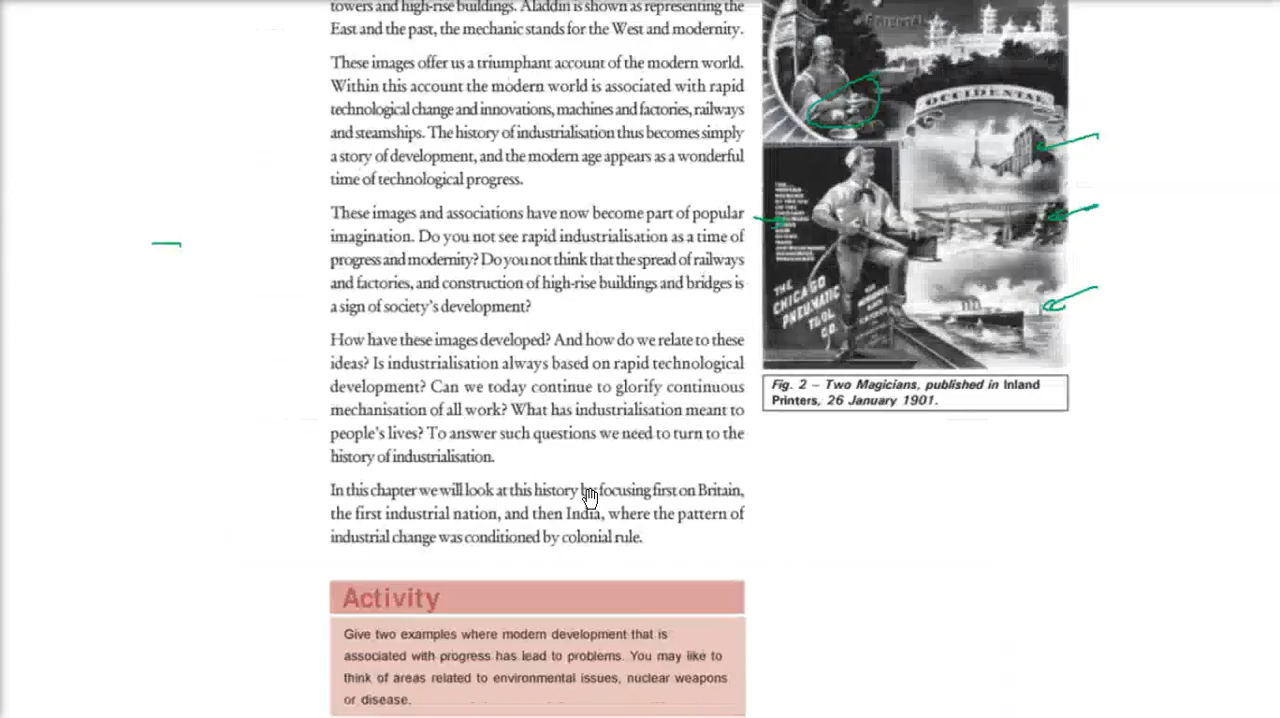 towers and high-rise buildings. Aladdin is shown as representing the
East and the past, the mechanic stands for the West and modernity.
These images offer us a triumphant account of the modern world.
Within this account the modern world is associated with rapid
technological change and innovations, machines and factories, railways
and steamships. The history of industrialisation thus becomes simply
a story of development, and the modern age appears as a wonderful
time of technological progress.
These images and associations have now become part of popular
imagination. Do you not see rapid industrialisation as a time of
progress and modernity? Do you not think that the spread of railways
and factories, and construction of high-rise buildings and bridges is
a sign of society's development?
How have these images developed? And how do we relate to these
ideas? Is industrialisation always based on rapid technological
development? Can we today continue to glorify continuous
mechanisation of all work? What has industrialisation meant to
people's lives? To answer such questions we need to turn to the
history of industrialisation.
In this chapter we will look at this history by focusing first on Britain,
the first industrial nation, and then India, where the pattern of
industrial change was conditioned by colonial rule.
Activity
Give two examples where modern development that is
associated with progress has lead to problems. You may like to
think of areas related to environmental issues, nuclear weapons
or disease.
ORIENTAL
OCCIDENTAL
THE
CHICAGO
PNEUMATIC
TOOL
CO.
Fig. 2 – Two Magicians, published in Inland
Printers, 26 January 1901.